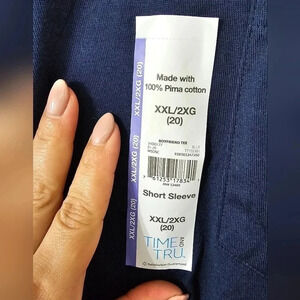 Made with
100% Pima cotton
XXL/2XG
(20)
BOYFRIEND TEE
Short Sleeve
XXL/2XG
(20)
TIME AND
TRU
XXL/2XG (20)
XXL/2XG (20)
XXL/2XG (20)